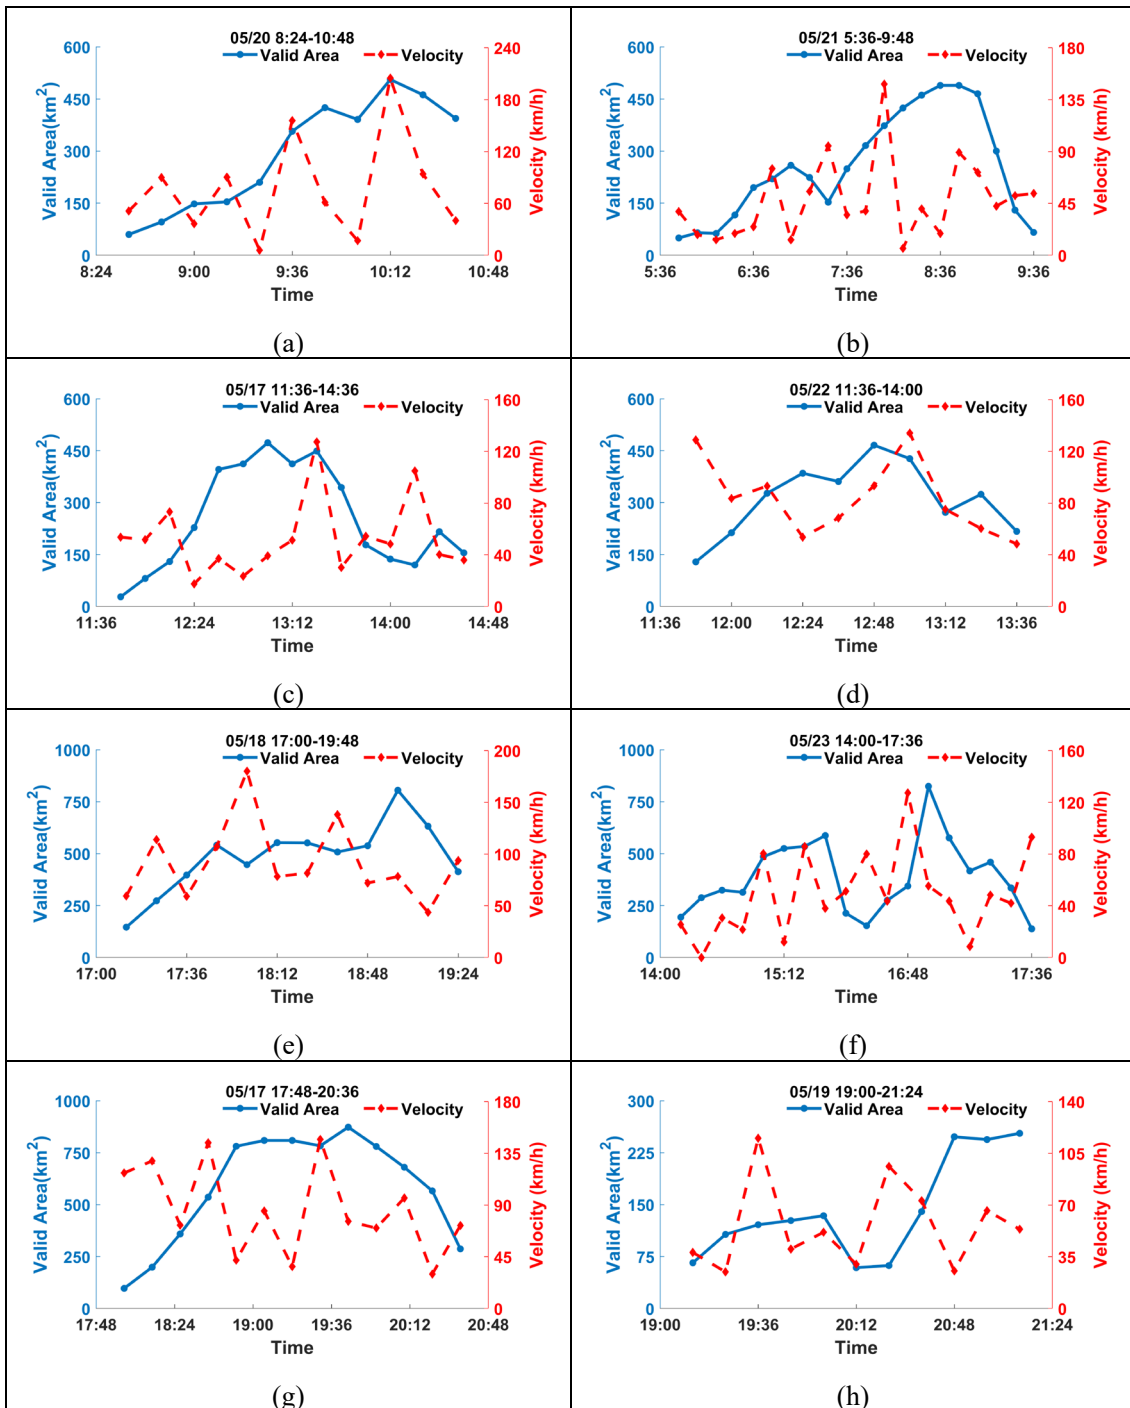 05/20 8:24-10:48
Valid Area Velocity
600
450
300
150
0
Valid Area(km2)
240
180
120
60
0
Velocity (km/h)
8:24 9:00 9:36 10:12 10:48
Time
(a)
05/21 5:36-9:48
Valid Area Velocity
600
450
300
150
0
Valid Area(km2)
180
135
90
45
0
Velocity (km/h)
5:36 6:36 7:36 8:36 9:36
Time
(b)
05/17 11:36-14:36
Valid Area Velocity
600
450
300
150
0
Valid Area(km2)
160
120
80
40
0
Velocity (km/h)
11:36 12:24 13:12 14:00 14:48
Time
(c)
05/22 11:36-14:00
Valid Area Velocity
600
450
300
150
0
Valid Area(km2)
160
120
80
40
0
Velocity (km/h)
11:36 12:00 12:24 12:48 13:12 13:36
Time
(d)
05/18 17:00-19:48
Valid Area Velocity
1000
750
500
250
0
Valid Area(km2)
200
150
100
50
0
Velocity (km/h)
17:00 17:36 18:12 18:48 19:24
Time
(e)
05/23 14:00-17:36
Valid Area Velocity
1000
750
500
250
0
Valid Area(km2)
160
120
80
40
0
Velocity (km/h)
14:00 15:12 16:48 17:36
Time
(f)
05/17 17:48-20:36
Valid Area Velocity
1000
750
500
250
0
Valid Area(km2)
180
135
90
45
0
Velocity (km/h)
17:48 18:24 19:00 19:36 20:12 20:48
Time
(g)
05/19 19:00-21:24
Valid Area Velocity
300
225
150
75
0
Valid Area(km2)
140
105
70
35
0
Velocity (km/h)
19:00 19:36 20:12 20:48 21:24
Time
(h)